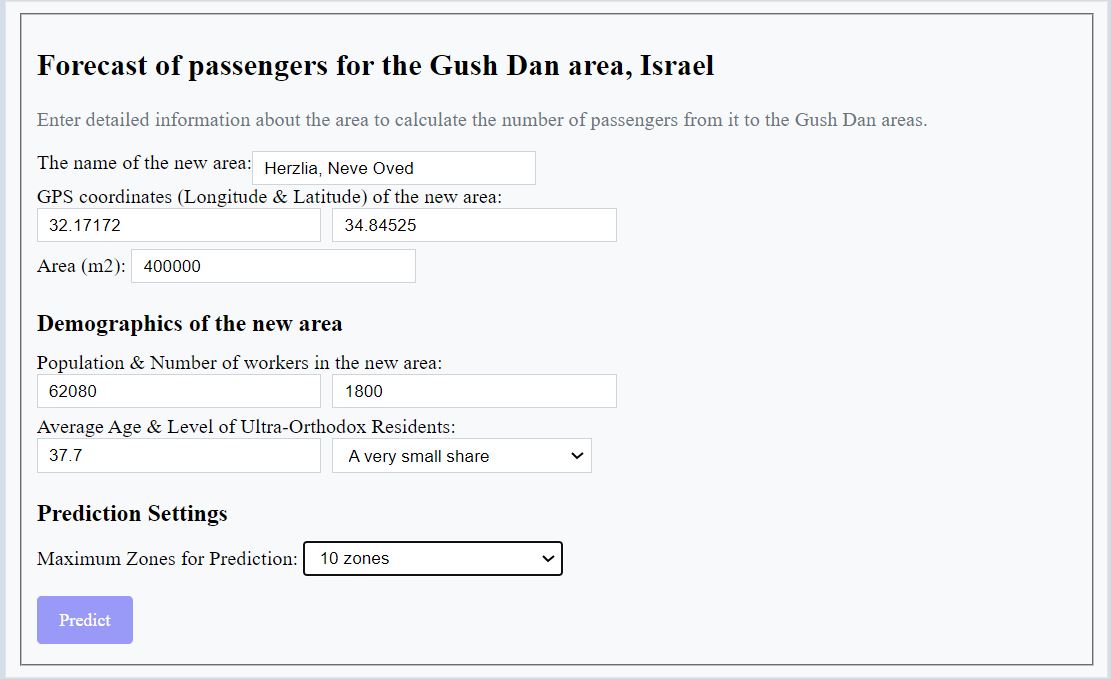 Forecast of passengers for the Gush Dan area, Israel
Enter detailed information about the area to calculate the number of passengers from it to the Gush Dan areas.
The name of the new area: Herzlia, Neve Oved
GPS coordinates (Longitude & Latitude) of the new area:
32.17172 34.84525
Area (m2): 400000
Demographics of the new area
Population & Number of workers in the new area:
62080 1800
Average Age & Level of Ultra-Orthodox Residents:
37.7 A very small share
Prediction Settings
Maximum Zones for Prediction: 10 zones
Predict